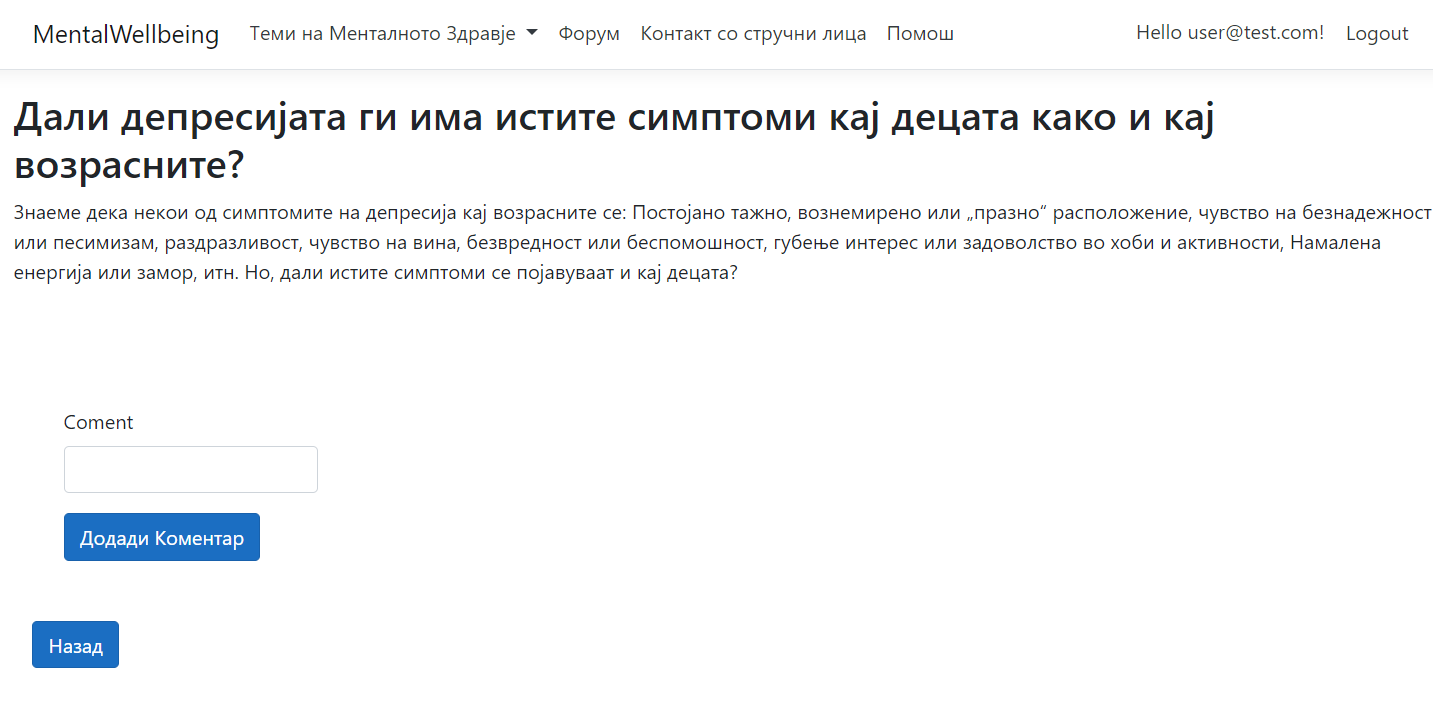 MentalWellbeing Теми на Менталното Здравје Форум Контакт со стручни лица Помош Hello user@test.com! Logout
Дали депресијата ги има истите симптоми кај децата како и кај
возрасните?
Знаеме дека некои од симптомите на депресија кај возрасните се: Постојано тажно, вознемирено или „празно“ расположение, чувство на безнадежност
или песимизам, раздразливост, чувство на вина, безвредност или беспомошност, губење интерес или задоволство во хоби и активности, Намалена
енергија или замор, итн. Но, дали истите симптоми се појавуваат и кај децата?
Coment
Додади Коментар
Назад